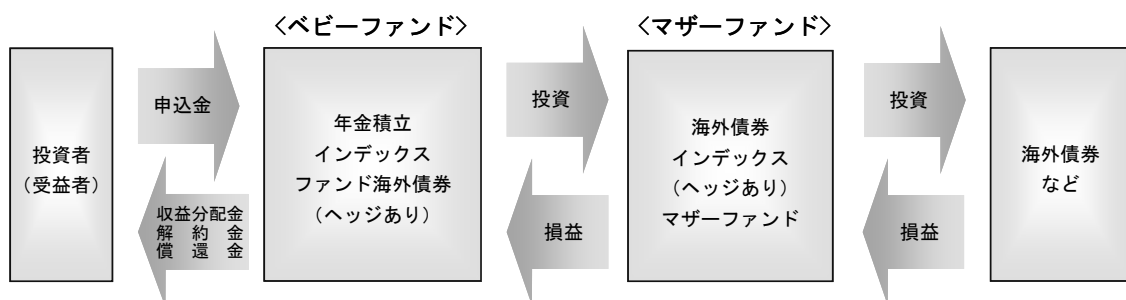 〈ベビーファンド〉
〈マザーファンド〉
投資者
（受益者）
申込金
収益分配金
解約金
償還金
年金積立
インデックス
ファンド海外債券
（ヘッジあり）
投資
損益
海外債券
インデックス
（ヘッジあり）
マザーファンド
投資
損益
海外債券
など